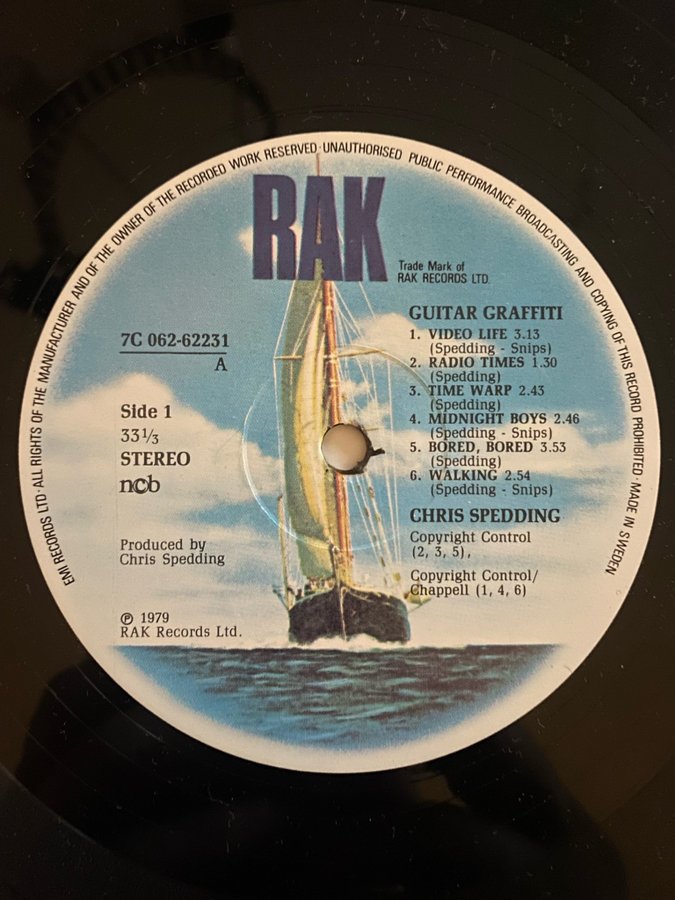 EMI RECORDS LTD · ALL RIGHTS OF THE MANUFACTURER AND OF THE OWNER OF THE RECORDED WORK RESERVED · UNAUTHORISED PUBLIC PERFORMANCE BROADCASTING AND COPYING OF THIS RECORD PROHIBITED · MADE IN SWEDEN
RAK
Trade Mark of
RAK RECORDS LTD.
7C 062-62231
A
Side 1
33 1/3
STEREO
ncb
Produced by
Chris Spedding
℗ 1979
RAK Records Ltd.
GUITAR GRAFFITI
1. VIDEO LIFE 3.13
(Spedding - Snips)
2. RADIO TIMES 1.30
(Spedding)
3. TIME WARP 2.43
(Spedding)
4. MIDNIGHT BOYS 2.46
(Spedding - Snips)
5. BORED, BORED 3.53
(Spedding)
6. WALKING 2.54
(Spedding - Snips)
CHRIS SPEDDING
Copyright Control
(2, 3, 5),
Copyright Control/
Chappell (1, 4, 6)